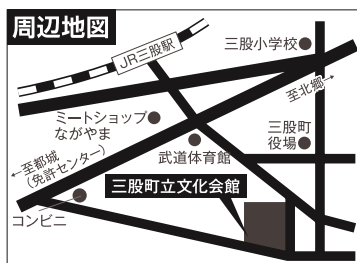 周辺地図
JR三股駅
三股小学校
至北郷
ミートショップ
ながやま
三股町
役場
武道体育館
←至都城
(免許センター)
三股町立文化会館
コンビニ